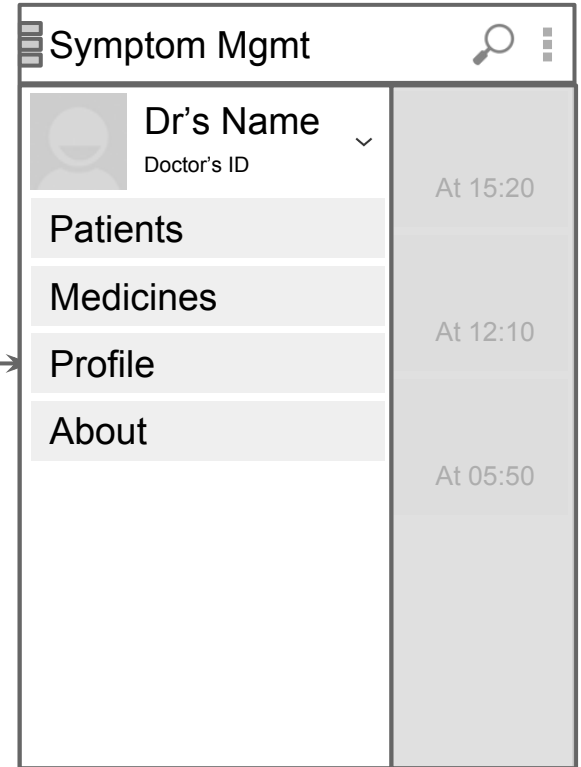 Symptom Mgmt
Dr's Name
Doctor's ID
Patients
Medicines
Profile
About
At 15:20
At 12:10
At 05:50